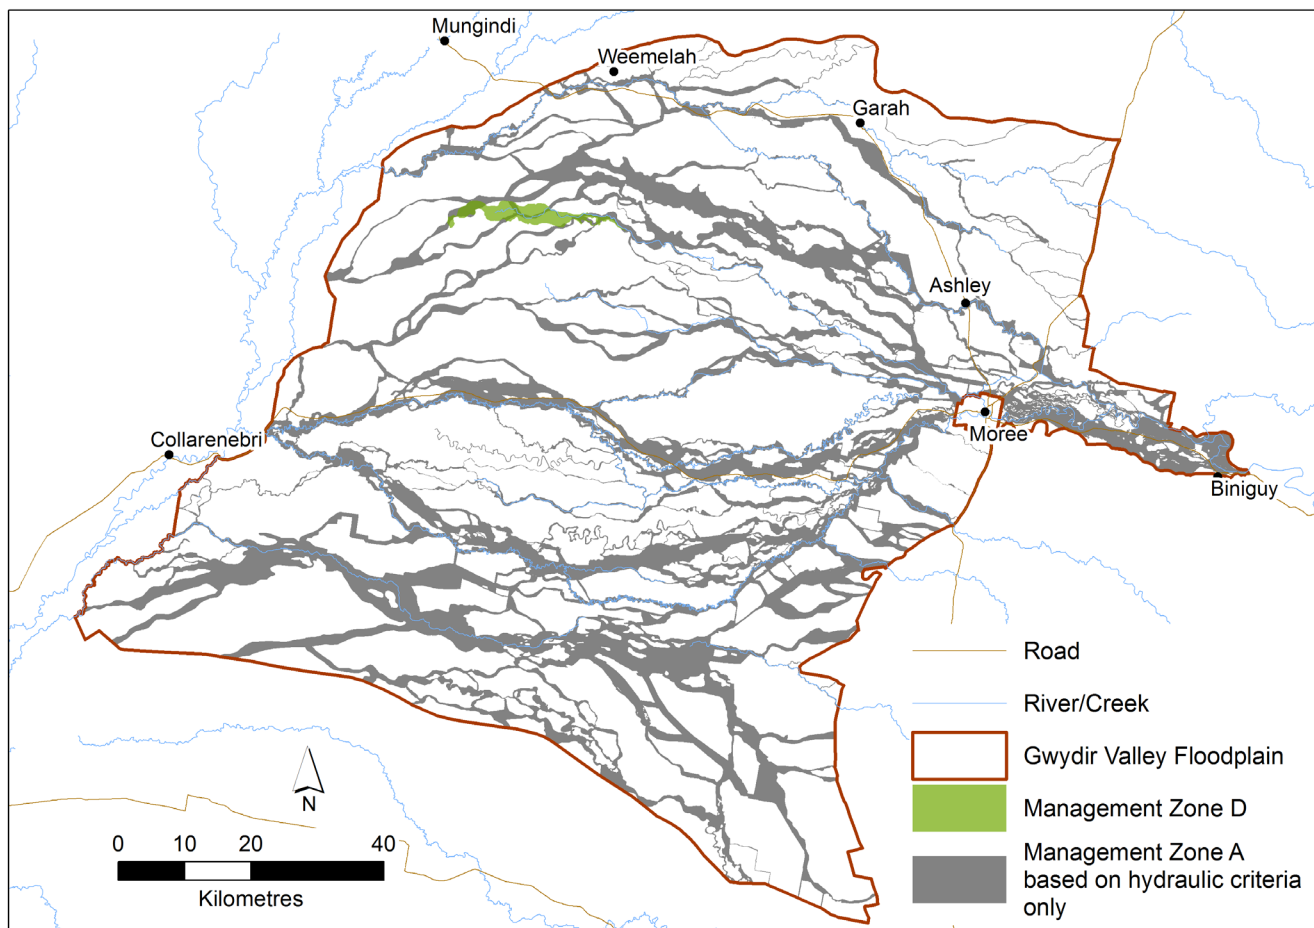 Mungindi
Weemelah
Garah
Ashley
Collarenebri
Moree
Biniguy
Road
River/Creek
Gwydir Valley Floodplain
Management Zone D
Management Zone A
based on hydraulic criteria
only
N
0 10 20 40
Kilometres